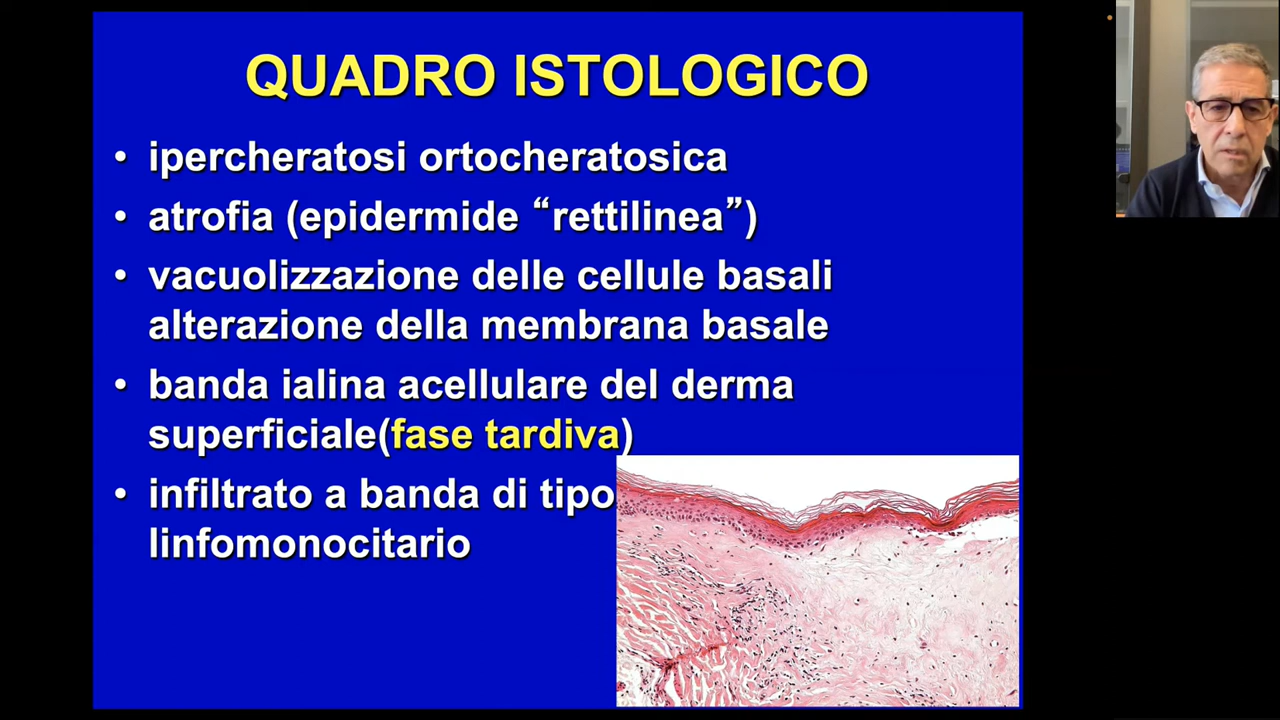 QUADRO ISTOLOGICO
• ipercheratosi ortocheratosica
• atrofia (epidermide “rettilinea”)
• vacuolizzazione delle cellule basali
alterazione della membrana basale
• banda ialina acellulare del derma
superficiale(fase tardiva)
• infiltrato a banda di tipo
linfomonocitario